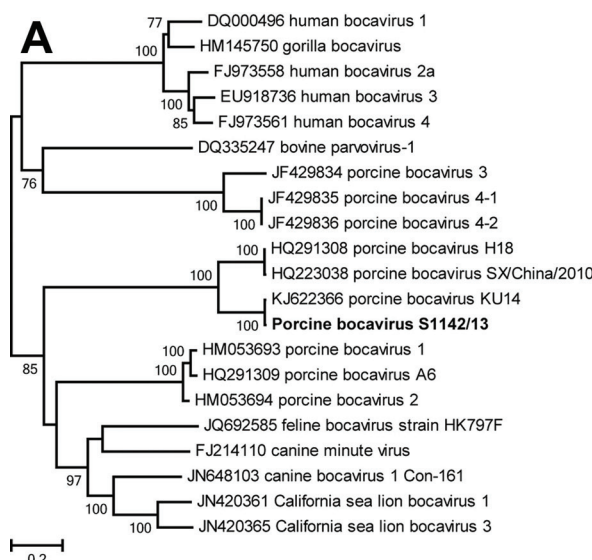 A
77
DQ000496 human bocavirus 1
100
HM145750 gorilla bocavirus
FJ973558 human bocavirus 2a
100
EU918736 human bocavirus 3
85
FJ973561 human bocavirus 4
DQ335247 bovine parvovirus-1
76
JF429834 porcine bocavirus 3
100
JF429835 porcine bocavirus 4-1
100
JF429836 porcine bocavirus 4-2
HQ291308 porcine bocavirus H18
100
100
HQ223038 porcine bocavirus SX/China/2010
KJ622366 porcine bocavirus KU14
100
Porcine bocavirus S1142/13
85
100
HM053693 porcine bocavirus 1
100
HQ291309 porcine bocavirus A6
HM053694 porcine bocavirus 2
JQ692585 feline bocavirus strain HK797F
FJ214110 canine minute virus
97
JN648103 canine bocavirus 1 Con-161
100
JN420361 California sea lion bocavirus 1
100
JN420365 California sea lion bocavirus 3
0.2